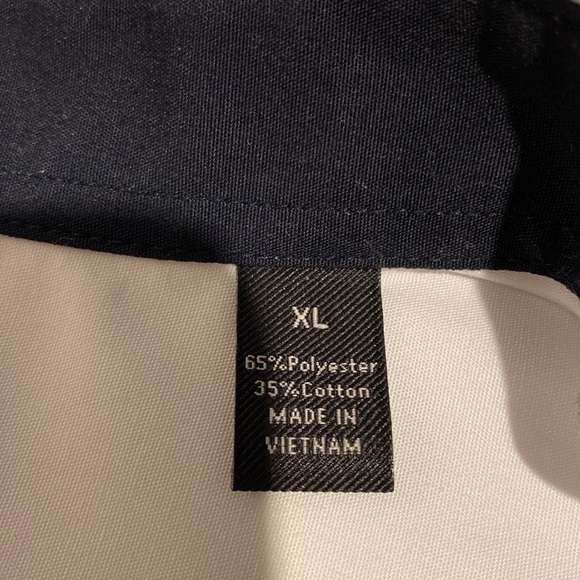 XL
65%Polyester
35%Cotton
MADE IN
VIETNAM